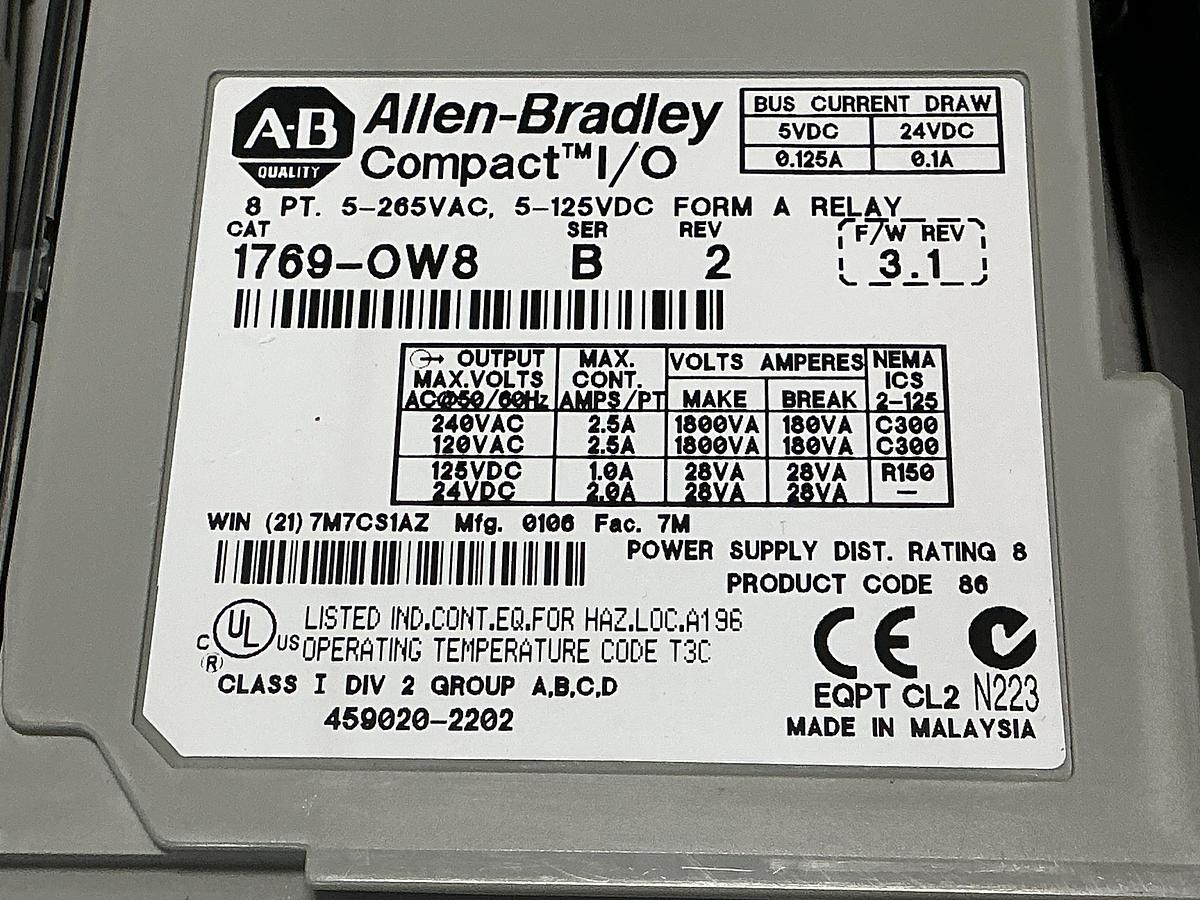 A·B
QUALITY
Allen-Bradley
Compact™ I/O
BUS CURRENT DRAW
5VDC 24VDC
0.125A 0.1A
8 PT. 5-265VAC, 5-125VDC FORM A RELAY
CAT SER REV F/W REV
1769-OW8 B 2 3.1
OUTPUT MAX. VOLTS AMPERES NEMA
MAX.VOLTS CONT. ICS
AC@50/60Hz AMPS/PT MAKE BREAK 2-125
240VAC 2.5A 1800VA 180VA C300
120VAC 2.5A 1800VA 180VA C300
125VDC 1.0A 28VA 28VA R150
24VDC 2.0A 28VA 28VA —
WIN (21) 7M7CS1AZ Mfg. 0106 Fac. 7M
POWER SUPPLY DIST. RATING 8
PRODUCT CODE 86
C UL US
LISTED IND.CONT.EQ.FOR HAZ.LOC.A196
OPERATING TEMPERATURE CODE T3C
(R)
CLASS I DIV 2 GROUP A,B,C,D
459020-2202
CE
EQPT CL2 N223
MADE IN MALAYSIA